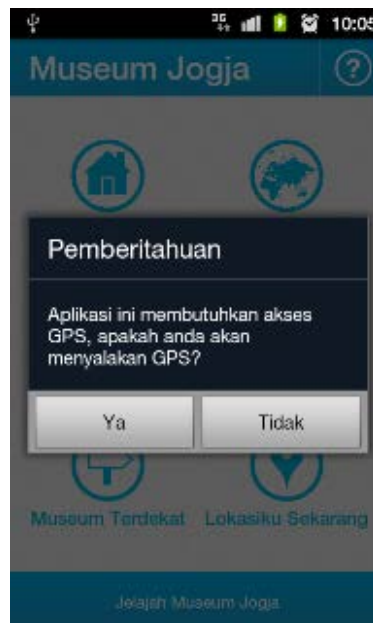 3G
10:05
Museum Jogja
?
Pemberitahuan
Aplikasi ini membutuhkan akses
GPS, apakah anda akan
menyalakan GPS?
Ya
Tidak
Museum Terdekat
Lokasiku Sekarang
Jelajah Museum Jogja